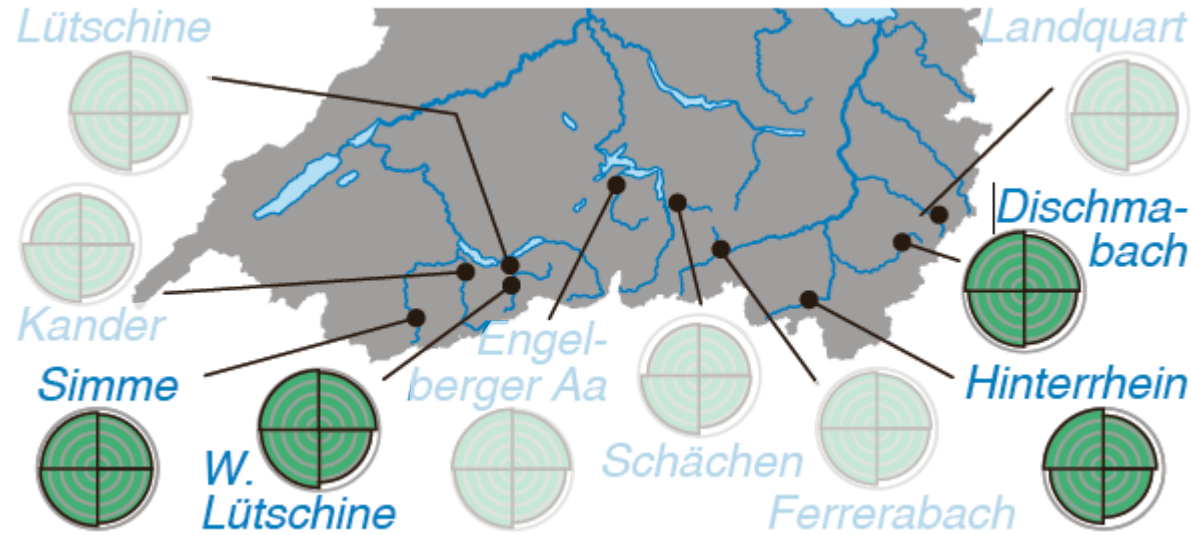 Lütschine
Landquart
Dischma-
bach
Kander
Engel-
berger Aa
Simme
Hinterrhein
W.
Lütschine
Schächen
Ferrerabach